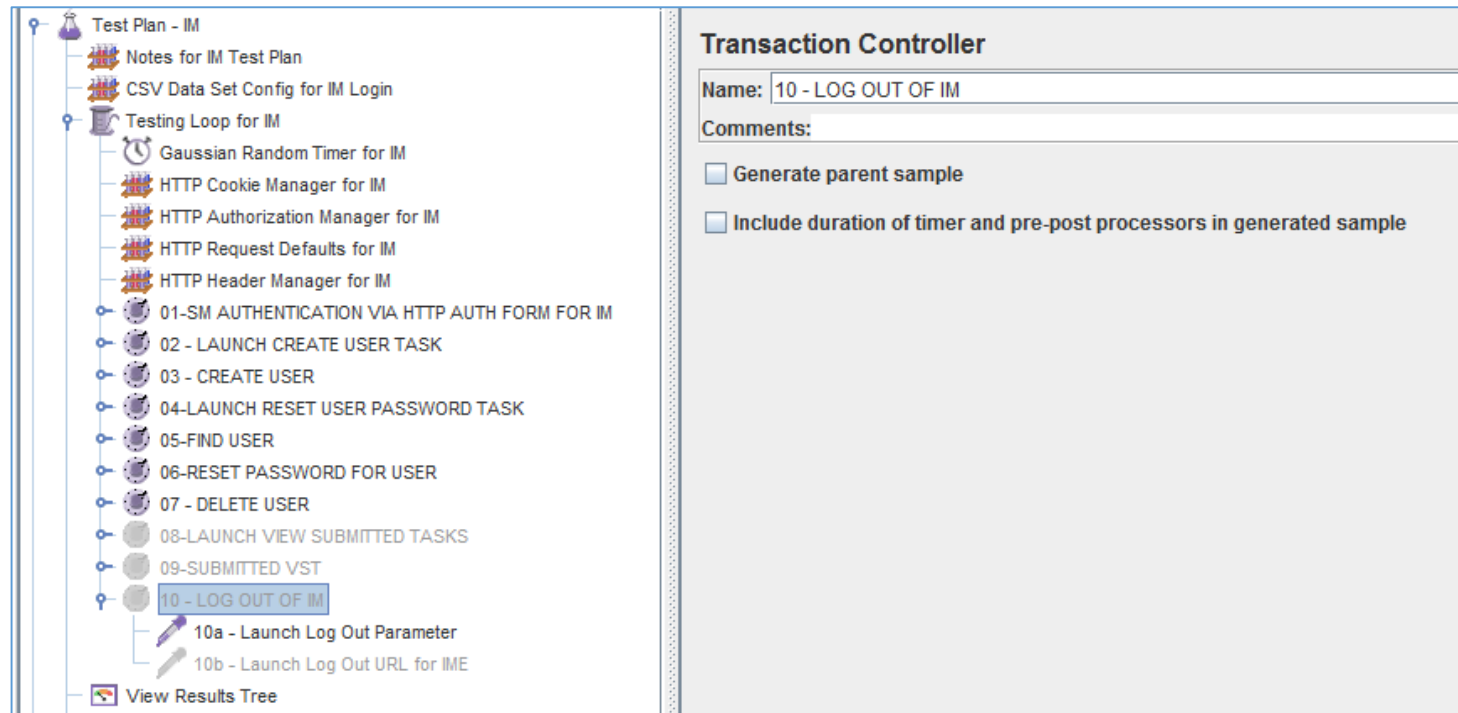 Test Plan - IM
Notes for IM Test Plan
CSV Data Set Config for IM Login
Testing Loop for IM
Gaussian Random Timer for IM
HTTP Cookie Manager for IM
HTTP Authorization Manager for IM
HTTP Request Defaults for IM
HTTP Header Manager for IM
01-SM AUTHENTICATION VIA HTTP AUTH FORM FOR IM
02 - LAUNCH CREATE USER TASK
03 - CREATE USER
04-LAUNCH RESET USER PASSWORD TASK
05-FIND USER
06-RESET PASSWORD FOR USER
07 - DELETE USER
08-LAUNCH VIEW SUBMITTED TASKS
09-SUBMITTED VST
10 - LOG OUT OF IM
10a - Launch Log Out Parameter
10b - Launch Log Out URL for IME
View Results Tree
Transaction Controller
Name: 10 - LOG OUT OF IM
Comments:
Generate parent sample
Include duration of timer and pre-post processors in generated sample